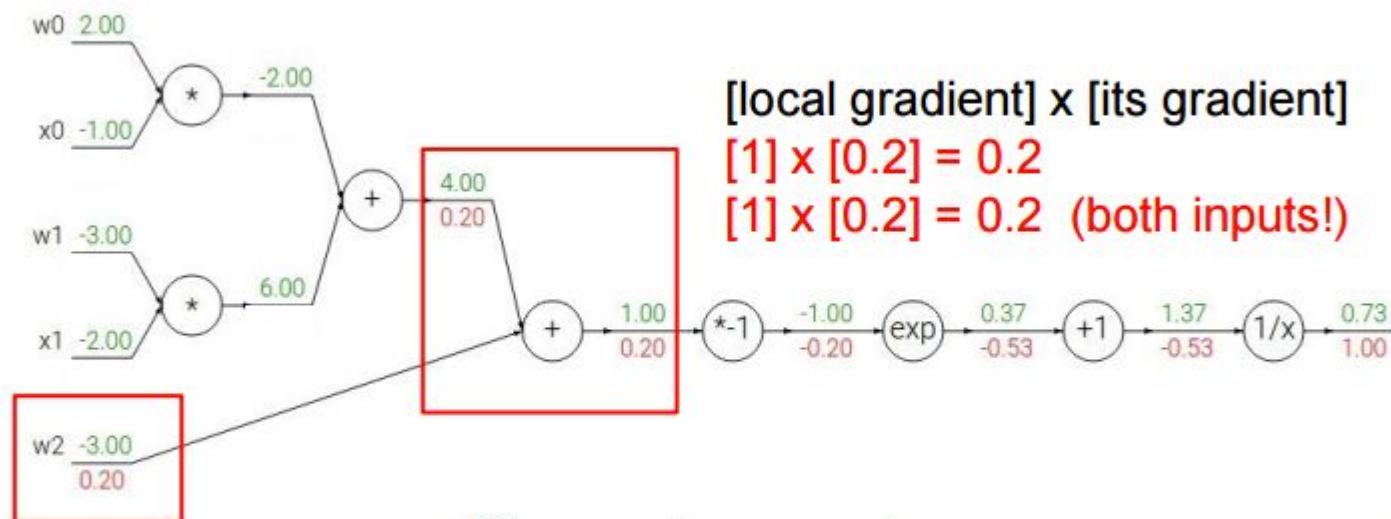 w0 2.00
*
-2.00
x0 -1.00
[local gradient] x [its gradient]
[1] x [0.2] = 0.2
[1] x [0.2] = 0.2 (both inputs!)
+
4.00
0.20
w1 -3.00
*
6.00
x1 -2.00
+
1.00
0.20
*-1
-1.00
-0.20
exp
0.37
-0.53
+1
1.37
-0.53
1/x
0.73
1.00
w2 -3.00
0.20